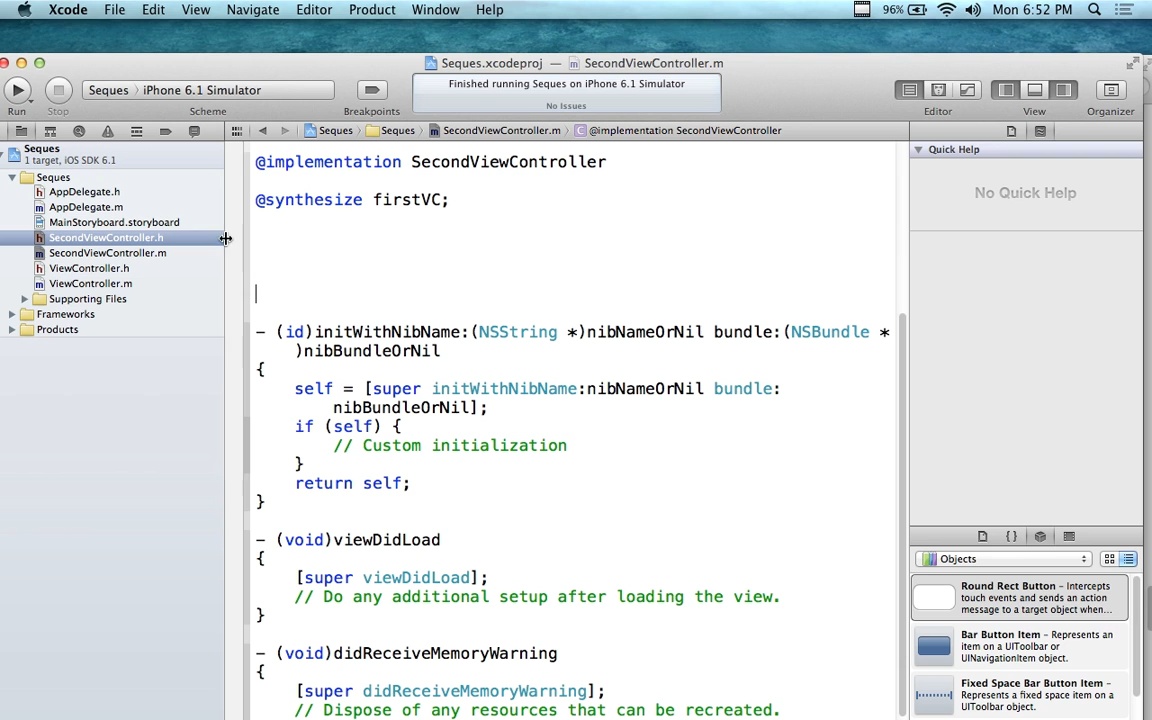 Xcode File Edit View Navigate Editor Product Window Help 96% Mon 6:52 PM
Seques.xcodeproj — SecondViewController.m
Run Stop Seques iPhone 6.1 Simulator Scheme Breakpoints Finished running Seques on iPhone 6.1 Simulator No Issues Editor View Organizer
Seques Seques SecondViewController.m @implementation SecondViewController
Seques
1 target, iOS SDK 6.1
Seques
AppDelegate.h
AppDelegate.m
MainStoryboard.storyboard
SecondViewController.h
SecondViewController.m
ViewController.h
ViewController.m
Supporting Files
Frameworks
Products
@implementation SecondViewController
@synthesize firstVC;
- (id)initWithNibName:(NSString *)nibNameOrNil bundle:(NSBundle *
)nibBundleOrNil
{
self = [super initWithNibName:nibNameOrNil bundle:
nibBundleOrNil];
if (self) {
// Custom initialization
}
return self;
}
- (void)viewDidLoad
{
[super viewDidLoad];
// Do any additional setup after loading the view.
}
- (void)didReceiveMemoryWarning
{
[super didReceiveMemoryWarning];
// Dispose of any resources that can be recreated.
Quick Help
No Quick Help
{ }
Objects
Round Rect Button – Intercepts
touch events and sends an action
message to a target object when...
Bar Button Item – Represents an
item on a UIToolbar or
UINavigationItem object.
Fixed Space Bar Button Item –
Represents a fixed space item on a
UIToolbar object.